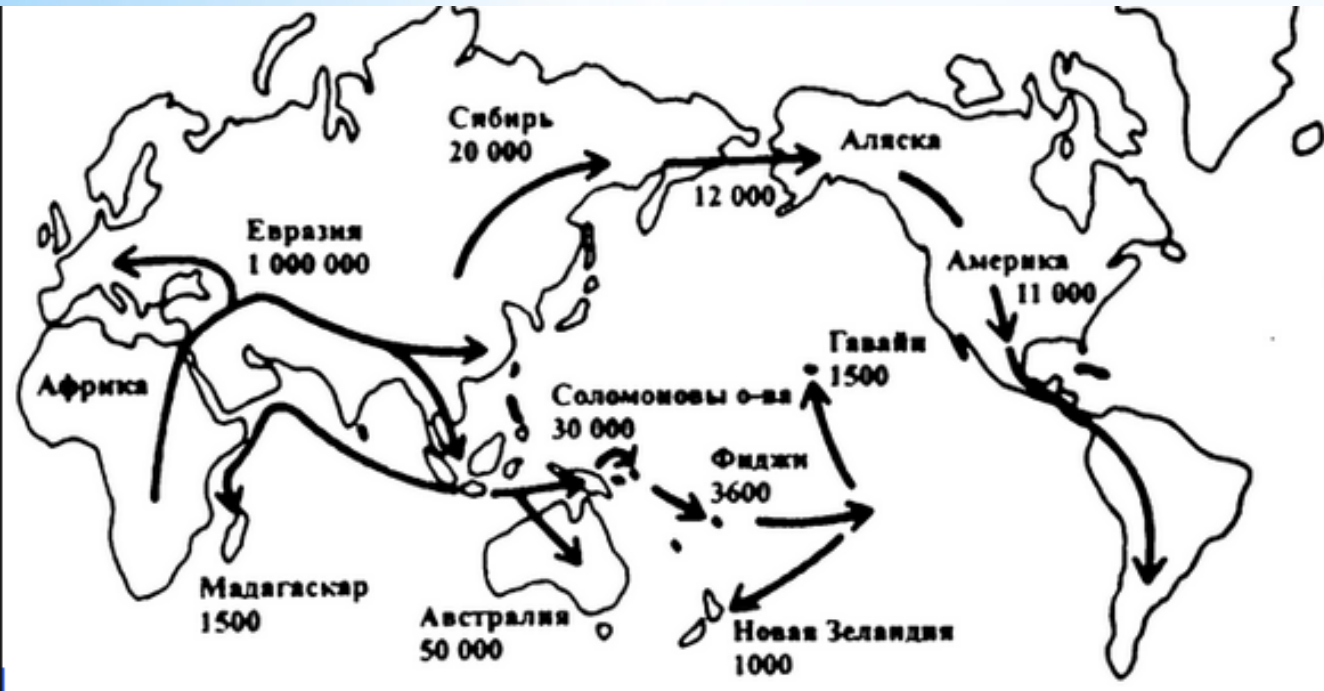 Сибирь
20 000
Аляска
12 000
Евразия
1 000 000
Америка
11 000
Африка
Гавайи
1500
Соломоновы о-ва
30 000
Фиджи
3600
Мадагаскар
1500
Австралия
50 000
Новая Зеландия
1000